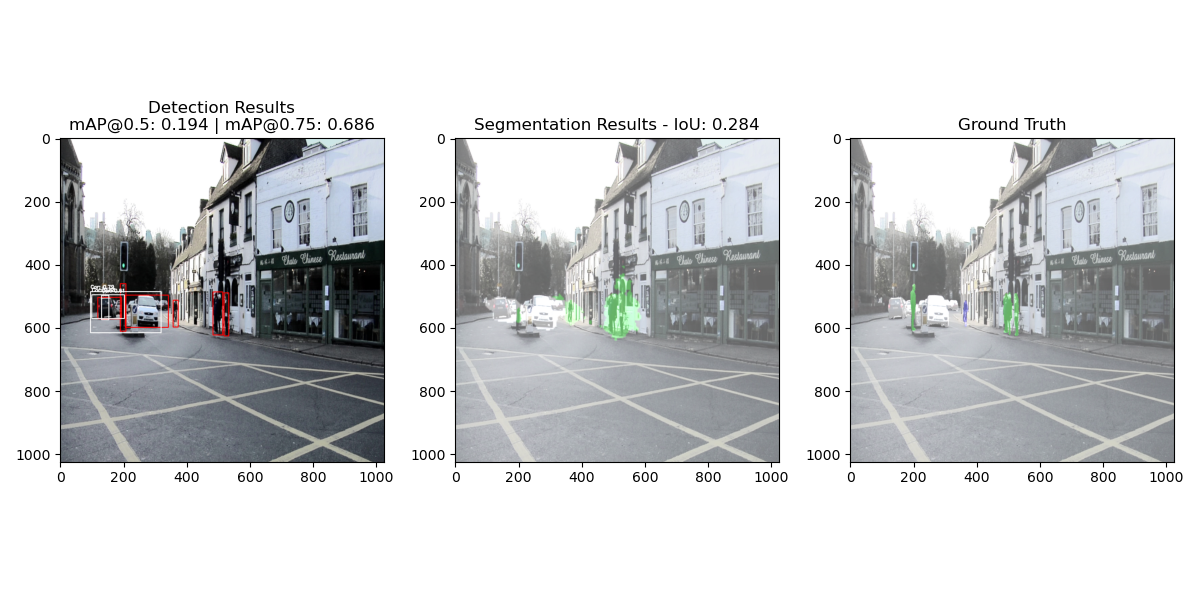 Detection Results
mAP@0.5: 0.194 | mAP@0.75: 0.686
Segmentation Results - IoU: 0.284
Ground Truth
0
200
400
600
800
1000
0 200 400 600 800 1000
Chinese Restaurant
0
200
400
600
800
1000
0 200 400 600 800 1000
Chinese Restaurant
0
200
400
600
800
1000
0 200 400 600 800 1000
Chinese Restaurant